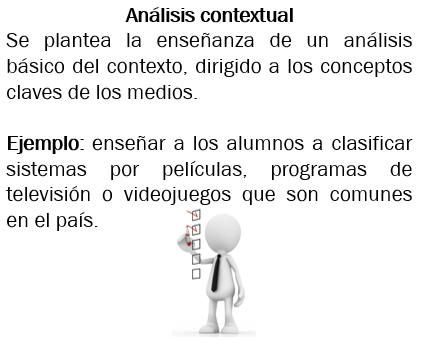 Análisis contextual
Se plantea la enseñanza de un análisis
básico del contexto, dirigido a los conceptos
claves de los medios.
Ejemplo: enseñar a los alumnos a clasificar
sistemas por películas, programas de
televisión o videojuegos que son comunes
en el país.